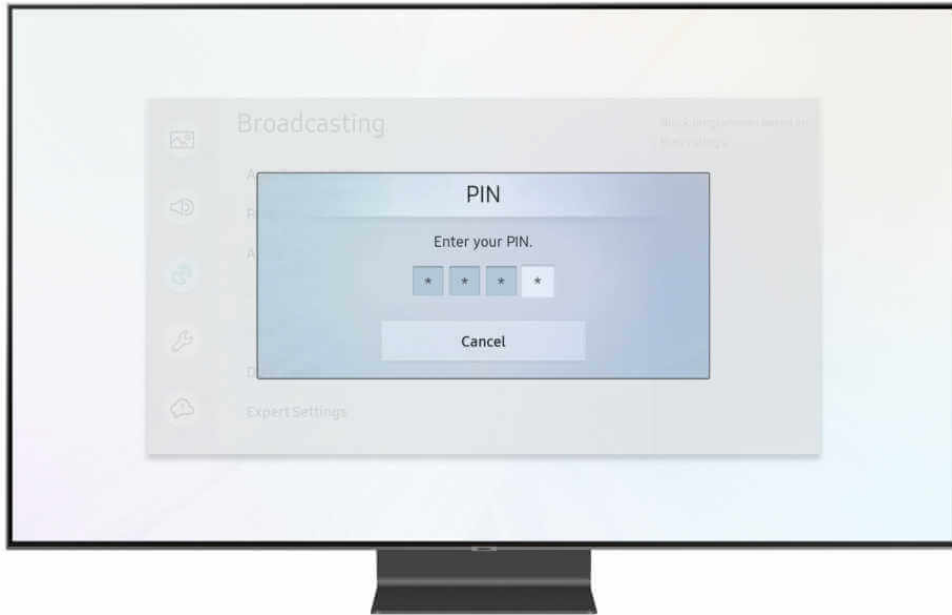 Broadcasting
PIN
Enter your PIN.
* * * *
Cancel
Expert Settings